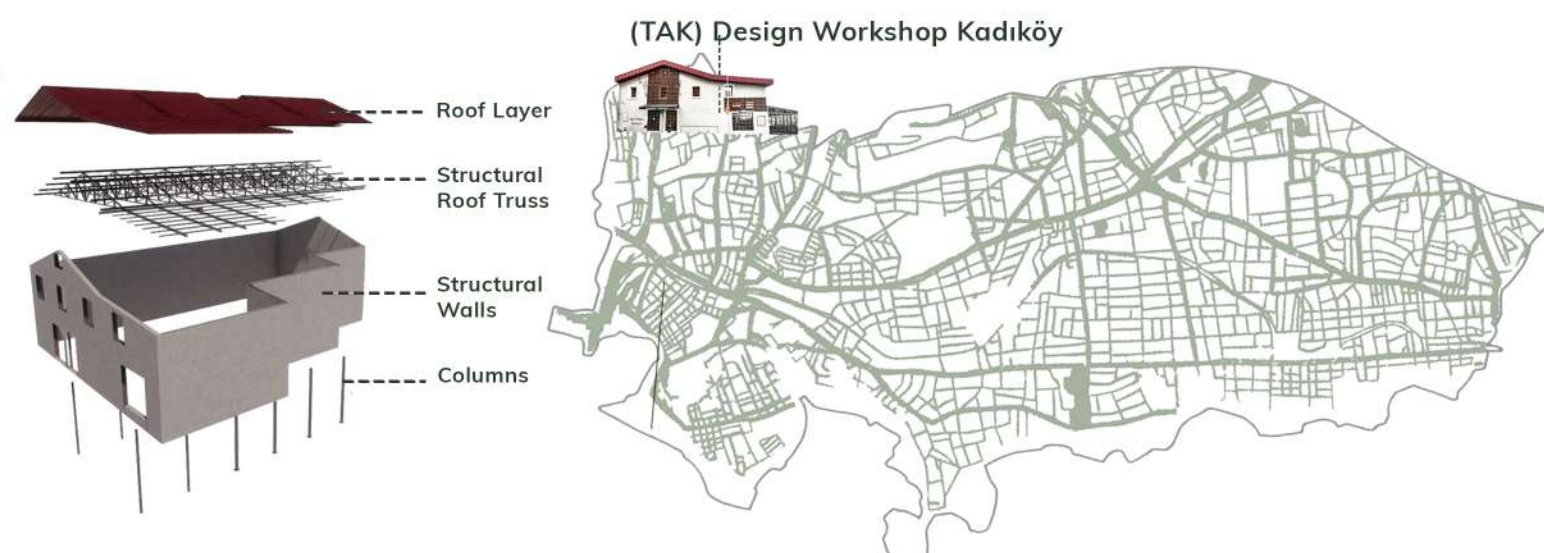 (TAK) Design Workshop Kadıköy
Roof Layer
Structural
Roof Truss
Structural
Walls
Columns